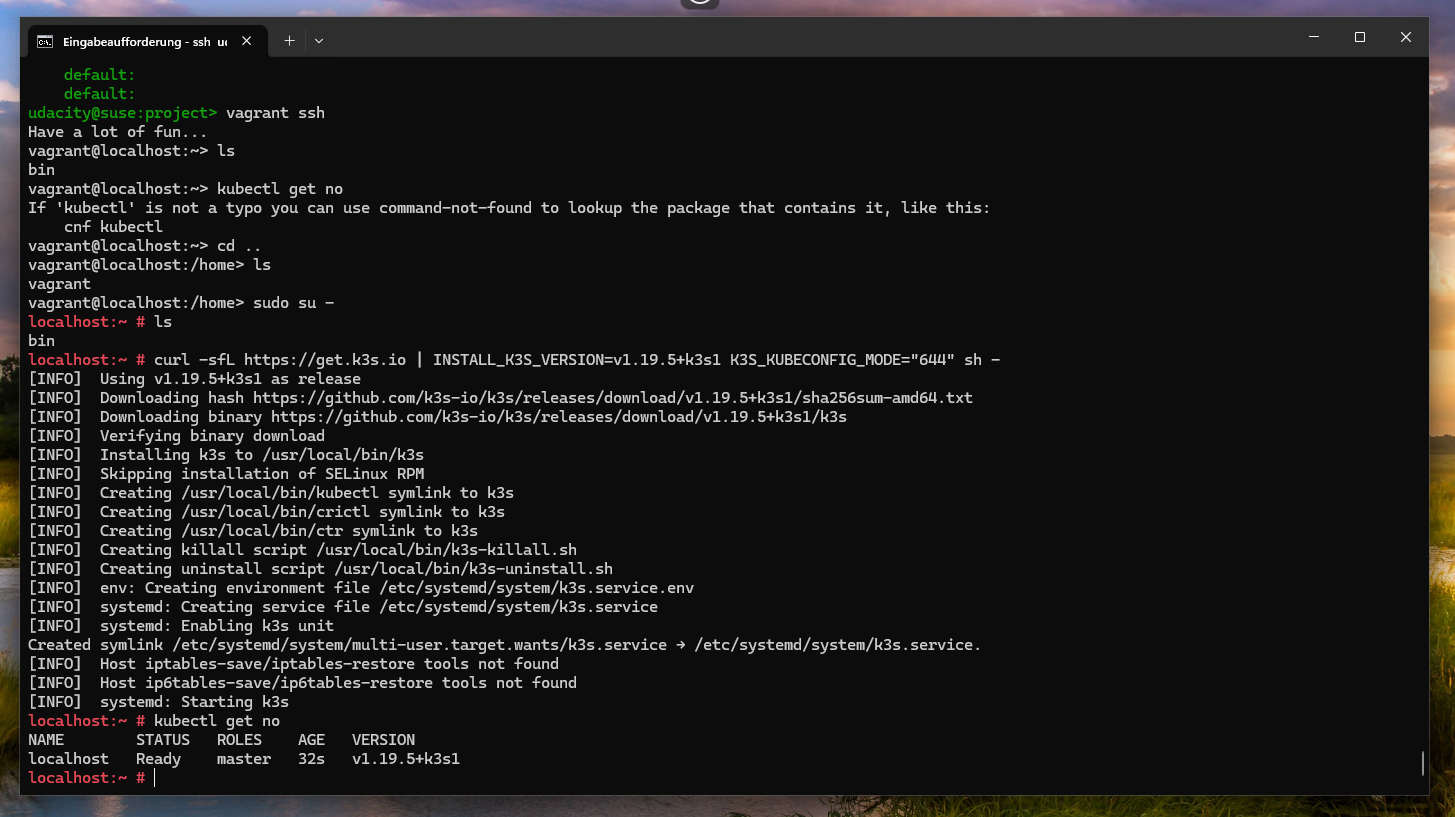 Eingabeaufforderung - ssh
    default:
    default:
udacity@suse:project> vagrant ssh
Have a lot of fun...
vagrant@localhost:~> ls
bin
vagrant@localhost:~> kubectl get no
If 'kubectl' is not a typo you can use command-not-found to lookup the package that contains it, like this:
    cnf kubectl
vagrant@localhost:~> cd ..
vagrant@localhost:/home> ls
vagrant
vagrant@localhost:/home> sudo su -
localhost:~ # ls
bin
localhost:~ # curl -sfL https://get.k3s.io | INSTALL_K3S_VERSION=v1.19.5+k3s1 K3S_KUBECONFIG_MODE="644" sh -
[INFO]  Using v1.19.5+k3s1 as release
[INFO]  Downloading hash https://github.com/k3s-io/k3s/releases/download/v1.19.5+k3s1/sha256sum-amd64.txt
[INFO]  Downloading binary https://github.com/k3s-io/k3s/releases/download/v1.19.5+k3s1/k3s
[INFO]  Verifying binary download
[INFO]  Installing k3s to /usr/local/bin/k3s
[INFO]  Skipping installation of SELinux RPM
[INFO]  Creating /usr/local/bin/kubectl symlink to k3s
[INFO]  Creating /usr/local/bin/crictl symlink to k3s
[INFO]  Creating /usr/local/bin/ctr symlink to k3s
[INFO]  Creating killall script /usr/local/bin/k3s-killall.sh
[INFO]  Creating uninstall script /usr/local/bin/k3s-uninstall.sh
[INFO]  env: Creating environment file /etc/systemd/system/k3s.service.env
[INFO]  systemd: Creating service file /etc/systemd/system/k3s.service
[INFO]  systemd: Enabling k3s unit
Created symlink /etc/systemd/system/multi-user.target.wants/k3s.service → /etc/systemd/system/k3s.service.
[INFO]  Host iptables-save/iptables-restore tools not found
[INFO]  Host ip6tables-save/ip6tables-restore tools not found
[INFO]  systemd: Starting k3s
localhost:~ # kubectl get no
NAME        STATUS   ROLES    AGE   VERSION
localhost   Ready    master   32s   v1.19.5+k3s1
localhost:~ #